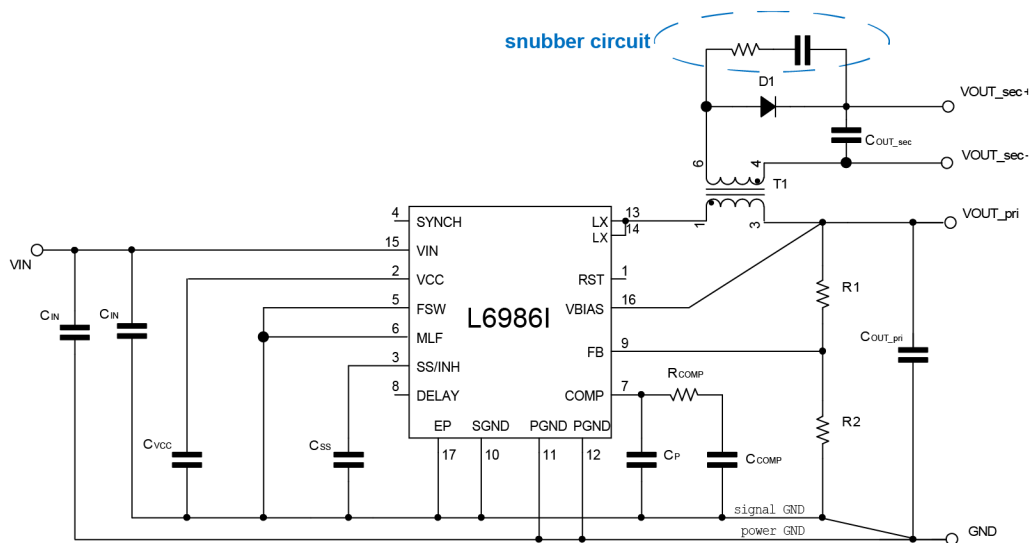 snubber circuit
D1
VOUT_sec+
COUT_sec
6
4
VOUT_sec-
T1
1
3
VOUT_pri
4
SYNCH
LX
13
LX
14
15
VIN
VIN
2
VCC
RST
1
5
FSW
VBIAS
16
R1
CIN
CIN
L6986I
6
MLF
COUT_pri
3
SS/INH
FB
9
8
DELAY
COMP
7
RCOMP
R2
EP
SGND
PGND
PGND
CVCC
CSS
17
10
11
12
CP
CCOMP
signal GND
power GND
GND